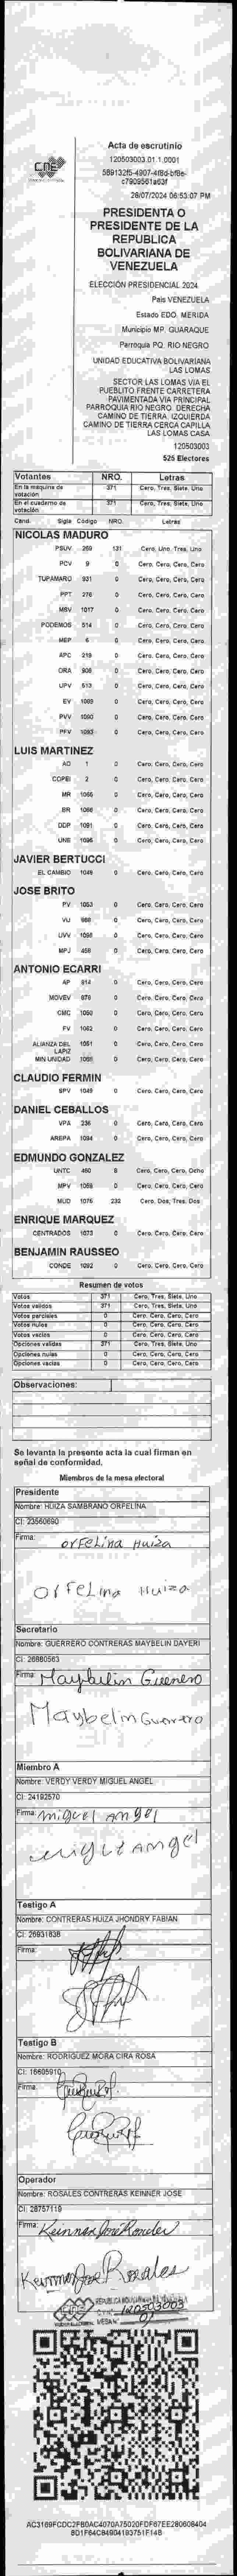 CNE
Acta de escrutinio
120503003.01.1.0001
28/07/2024 06:53:07 PM
PRESIDENTA O
PRESIDENTE DE LA
REPUBLICA
BOLIVARIANA DE
VENEZUELA
ELECCIÓN PRESIDENCIAL 2024
Pais VENEZUELA
Estado EDO. MERIDA
Municipio MP. GUARAQUE
Parroquia PQ. RIO NEGRO
UNIDAD EDUCATIVA BOLIVARIANA
LAS LOMAS
SECTOR LAS LOMAS VIA EL
PUEBLITO FRENTE CARRETERA
PAVIMENTADA VIA PRINCIPAL
PARROQUIA RIO NEGRO. DERECHA
CAMINO DE TIERRA. IZQUIERDA
CAMINO DE TIERRA CERCA CAPILLA
LAS LOMAS CASA
120503003
525 Electores
Votantes NRO. Letras
En la maquina de votación 371 Cero, Tres, Siete, Uno
En el cuaderno de votación 371 Cero, Tres, Siete, Uno
Cand. Sigla Código NRO. Letras
NICOLAS MADURO
PSUV 269 131 Cero, Uno, Tres, Uno
PCV 9 0 Cero, Cero, Cero, Cero
TUPAMARO 931 0 Cero, Cero, Cero, Cero
PPT 276 0 Cero, Cero, Cero, Cero
MSV 1017 0 Cero, Cero, Cero, Cero
PODEMOS 514 0 Cero, Cero, Cero, Cero
MEP 6 0 Cero, Cero, Cero, Cero
APC 219 0 Cero, Cero, Cero, Cero
ORA 906 0 Cero, Cero, Cero, Cero
UPV 513 0 Cero, Cero, Cero, Cero
EV 1089 0 Cero, Cero, Cero, Cero
PVV 1090 0 Cero, Cero, Cero, Cero
PFV 1093 0 Cero, Cero, Cero, Cero
LUIS MARTINEZ
AD 1 0 Cero, Cero, Cero, Cero
COPEI 2 0 Cero, Cero, Cero, Cero
MR 1065 0 Cero, Cero, Cero, Cero
BR 1066 0 Cero, Cero, Cero, Cero
DDP 1091 0 Cero, Cero, Cero, Cero
UNE 1096 0 Cero, Cero, Cero, Cero
JAVIER BERTUCCI
EL CAMBIO 1049 0 Cero, Cero, Cero, Cero
JOSE BRITO
PV 1053 0 Cero, Cero, Cero, Cero
VU 968 0 Cero, Cero, Cero, Cero
UVV 1098 0 Cero, Cero, Cero, Cero
MPJ 458 0 Cero, Cero, Cero, Cero
ANTONIO ECARRI
AP 914 0 Cero, Cero, Cero, Cero
MOVEV 970 0 Cero, Cero, Cero, Cero
CMC 1050 0 Cero, Cero, Cero, Cero
FV 1062 0 Cero, Cero, Cero, Cero
ALIANZA DEL LAPIZ 1051 0 Cero, Cero, Cero, Cero
MIN UNIDAD 0 Cero, Cero, Cero, Cero
CLAUDIO FERMIN
SPV 0 Cero, Cero, Cero, Cero
DANIEL CEBALLOS
VPA 236 0 Cero, Cero, Cero, Cero
AREPA 1094 0 Cero, Cero, Cero, Cero
EDMUNDO GONZALEZ
UNTC 460 8 Cero, Cero, Cero, Ocho
MPV 1058 0 Cero, Cero, Cero, Cero
MUD 1076 232 Cero, Dos, Tres, Dos
ENRIQUE MARQUEZ
CENTRADOS 1073 0 Cero, Cero, Cero, Cero
BENJAMIN RAUSSEO
CONDE 1092 0 Cero, Cero, Cero, Cero
Resumen de votos
Votos 371 Cero, Tres, Siete, Uno
Votos validos 371 Cero, Tres, Siete, Uno
Votos parciales 0 Cero, Cero, Cero, Cero
Votos nulos 0 Cero, Cero, Cero, Cero
Votos vacios 0 Cero, Cero, Cero, Cero
Opciones validas 371 Cero, Tres, Siete, Uno
Opciones nulas 0 Cero, Cero, Cero, Cero
Opciones vacias 0 Cero, Cero, Cero, Cero
Observaciones:
Se levanta la presente acta la cual firman en
señal de conformidad.
Miembros de la mesa electoral
Presidente
Nombre: HUIZA SAMBRANO ORFELINA
CI: 23560690
Firma: orfelina Huiza
Orfelina Huiza
Secretario
Nombre: GUERRERO CONTRERAS MAYBELIN DAYERI
CI: 26880563
Firma: Maybelin Guerrero
Maybelin Guerrero
Miembro A
Nombre: VERDY VERDY MIGUEL ANGEL
CI: 24192570
Firma: miguel angel
miguel angel
Testigo A
Nombre: CONTRERAS HUIZA JHONDRY FABIAN
CI: 26931838
Firma:
Testigo B
Nombre: RODRIGUEZ MORA CIRA ROSA
CI: 16605910
Firma:
Operador
Nombre: ROSALES CONTRERAS KEINNER JOSE
CI: 28757119
Firma: Keinner Jose Rosales
Keinner Jose Rosales
120503003
MESA 01